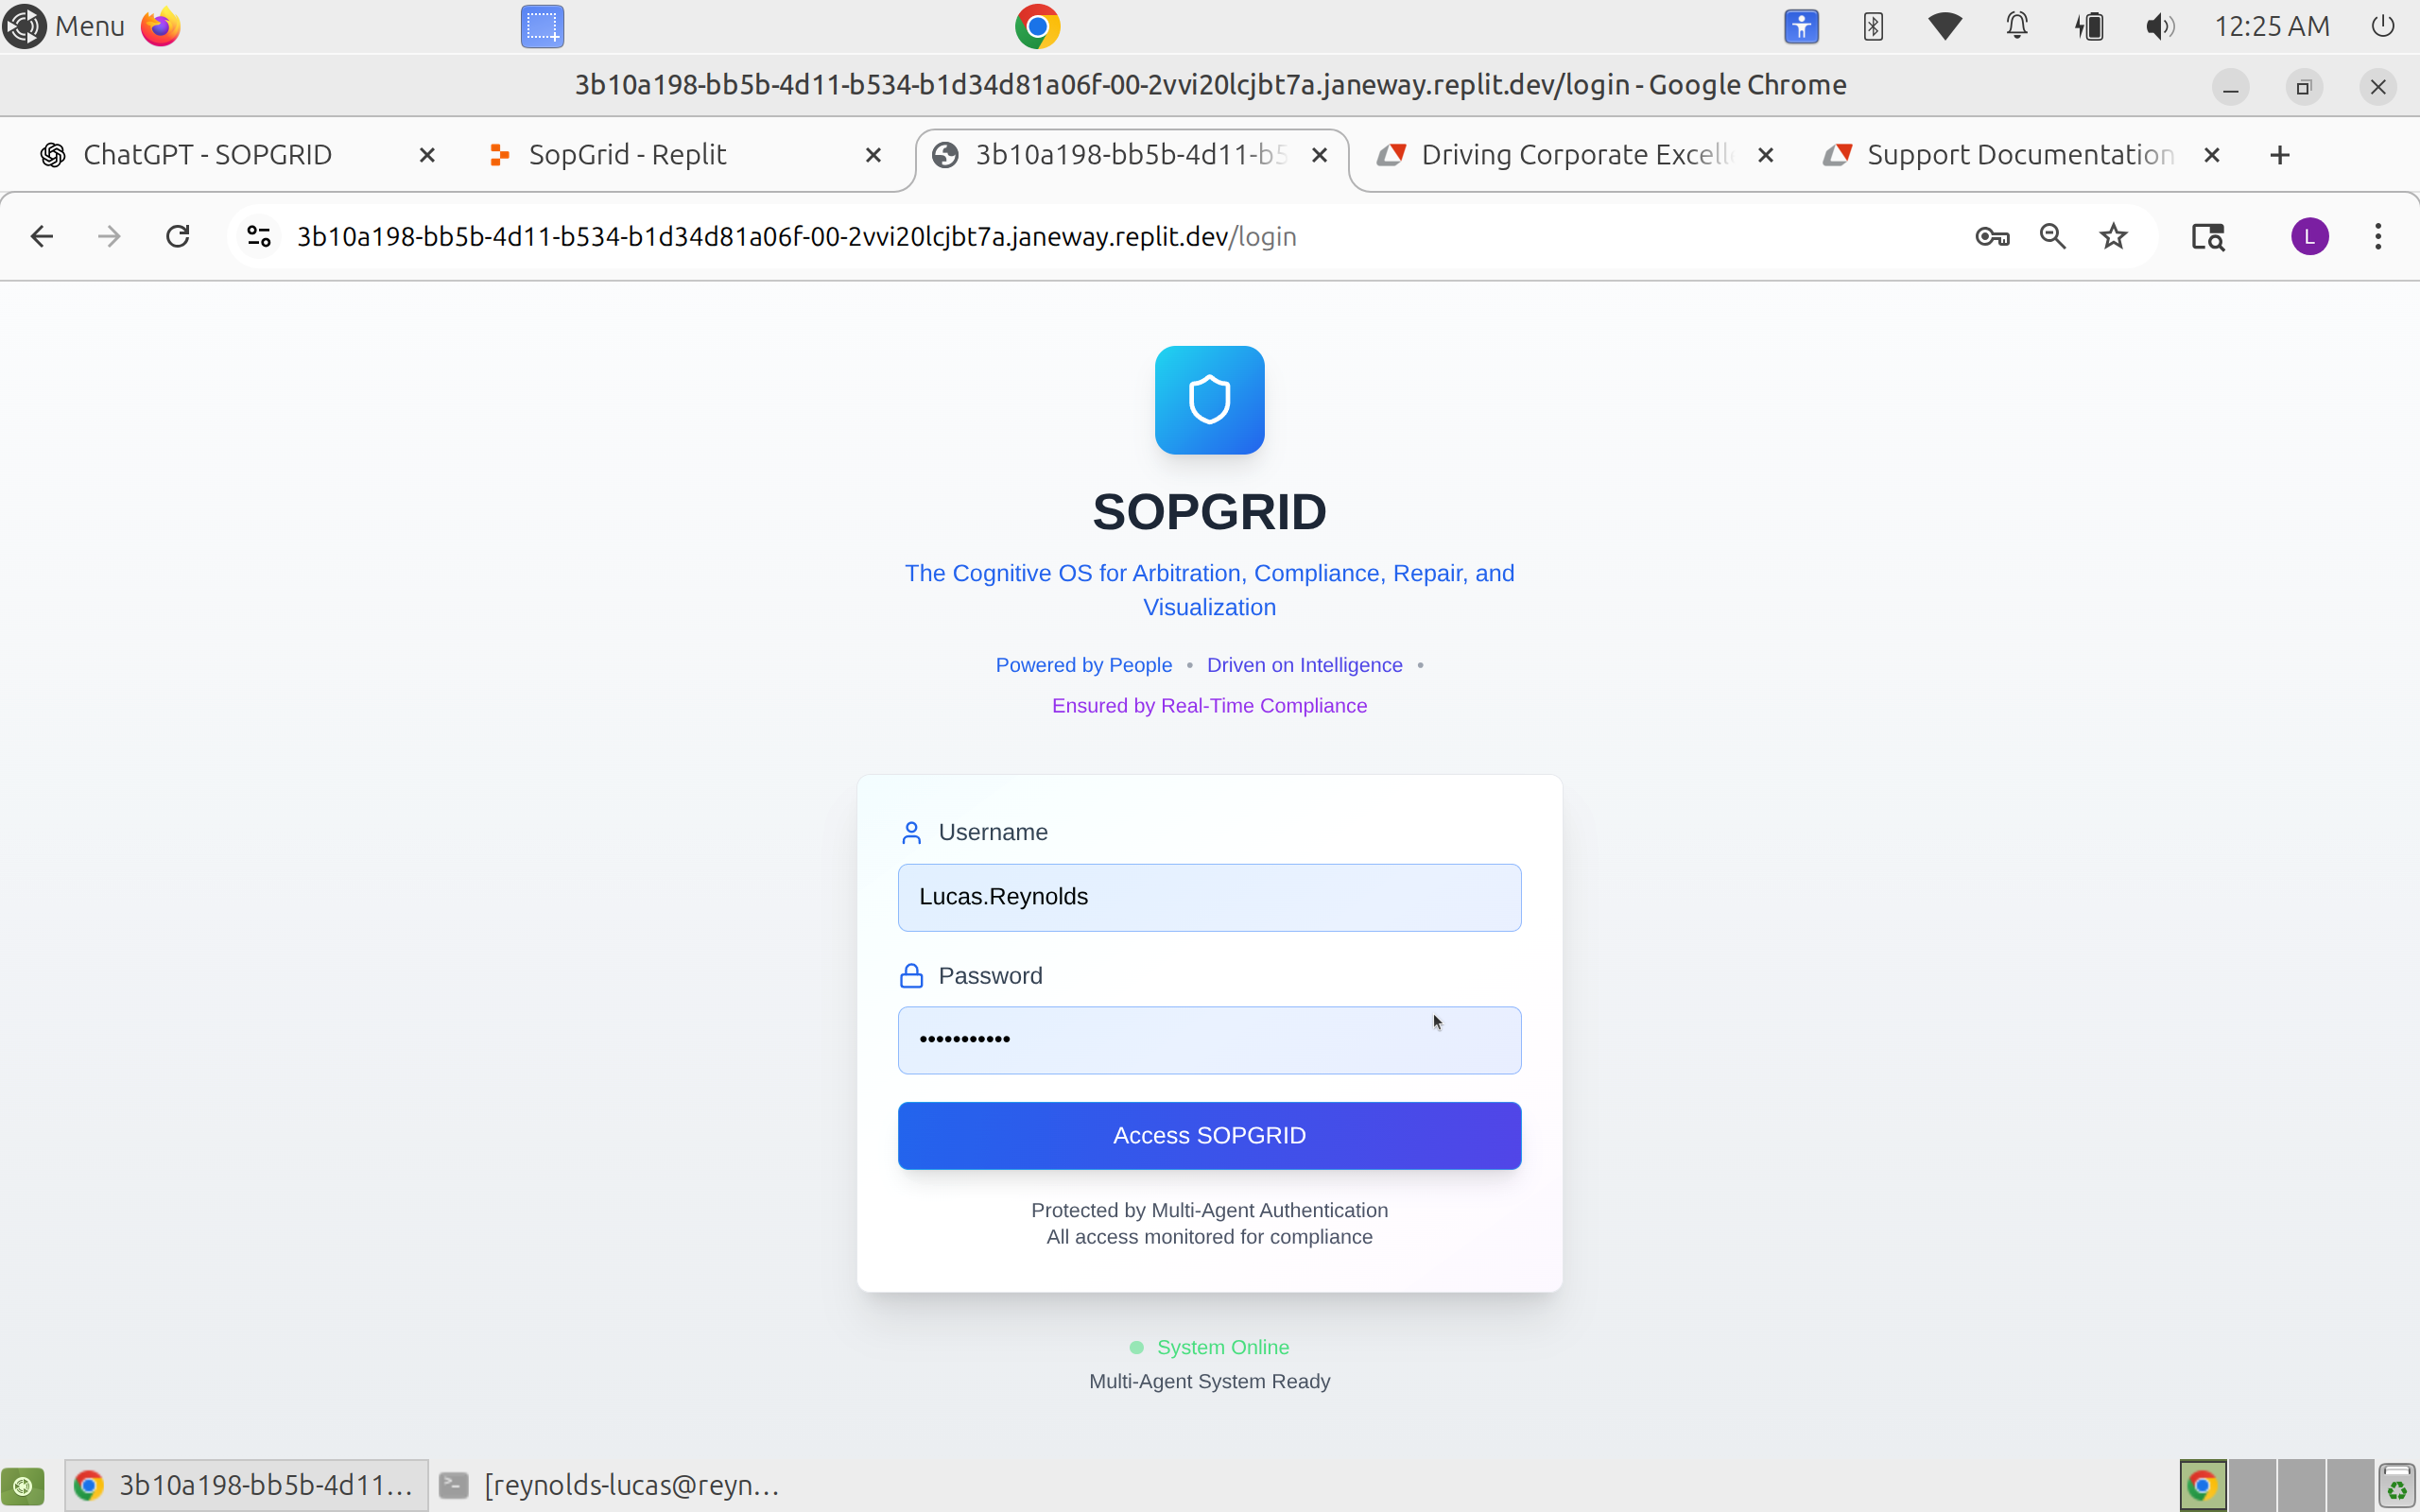 Menu
12:25 AM
3b10a198-bb5b-4d11-b534-b1d34d81a06f-00-2vvi20lcjbt7a.janeway.replit.dev/login - Google Chrome
ChatGPT - SOPGRID
SopGrid - Replit
3b10a198-bb5b-4d11-b5
Driving Corporate Excell
Support Documentation
3b10a198-bb5b-4d11-b534-b1d34d81a06f-00-2vvi20lcjbt7a.janeway.replit.dev/login
L
SOPGRID
The Cognitive OS for Arbitration, Compliance, Repair, and
Visualization
Powered by People • Driven on Intelligence •
Ensured by Real-Time Compliance
Username
Lucas.Reynolds
Password
•••••••••••
Access SOPGRID
Protected by Multi-Agent Authentication
All access monitored for compliance
System Online
Multi-Agent System Ready
3b10a198-bb5b-4d11...
[reynolds-lucas@reyn...